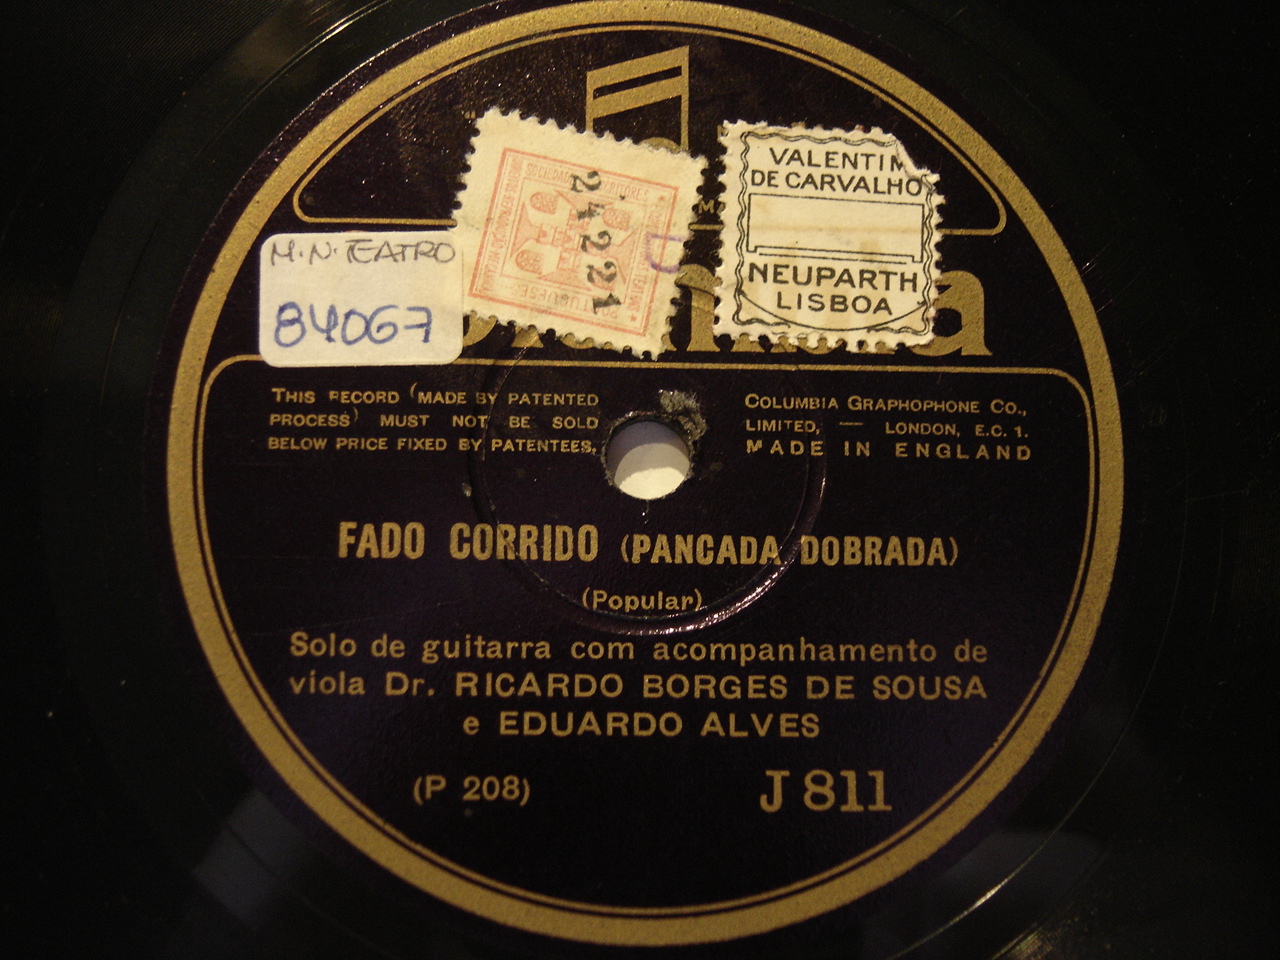 VALENTIM
DE CARVALHO
NEUPARTH
LISBOA
24221
M.N.TEATRO
84067
THIS RECORD (MADE BY PATENTED
PROCESS) MUST NOT BE SOLD
BELOW PRICE FIXED BY PATENTEES.
COLUMBIA GRAPHOPHONE CO.,
LIMITED, — LONDON, E.C.1.
MADE IN ENGLAND
FADO CORRIDO (PANCADA DOBRADA)
(Popular)
Solo de guitarra com acompanhamento de
viola Dr. RICARDO BORGES DE SOUSA
e EDUARDO ALVES
(P 208)
J 811